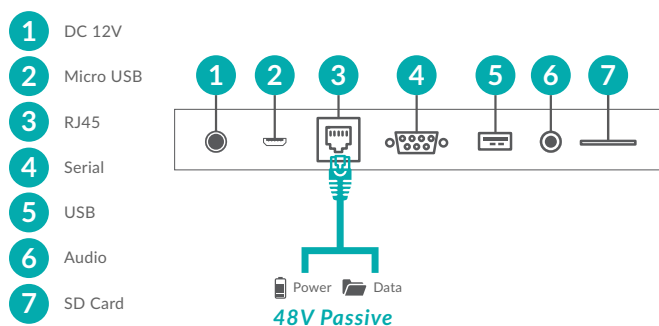 1 DC 12V
2 Micro USB
3 RJ45
4 Serial
5 USB
6 Audio
7 SD Card
1 2 3 4 5 6 7
Power Data
48V Passive